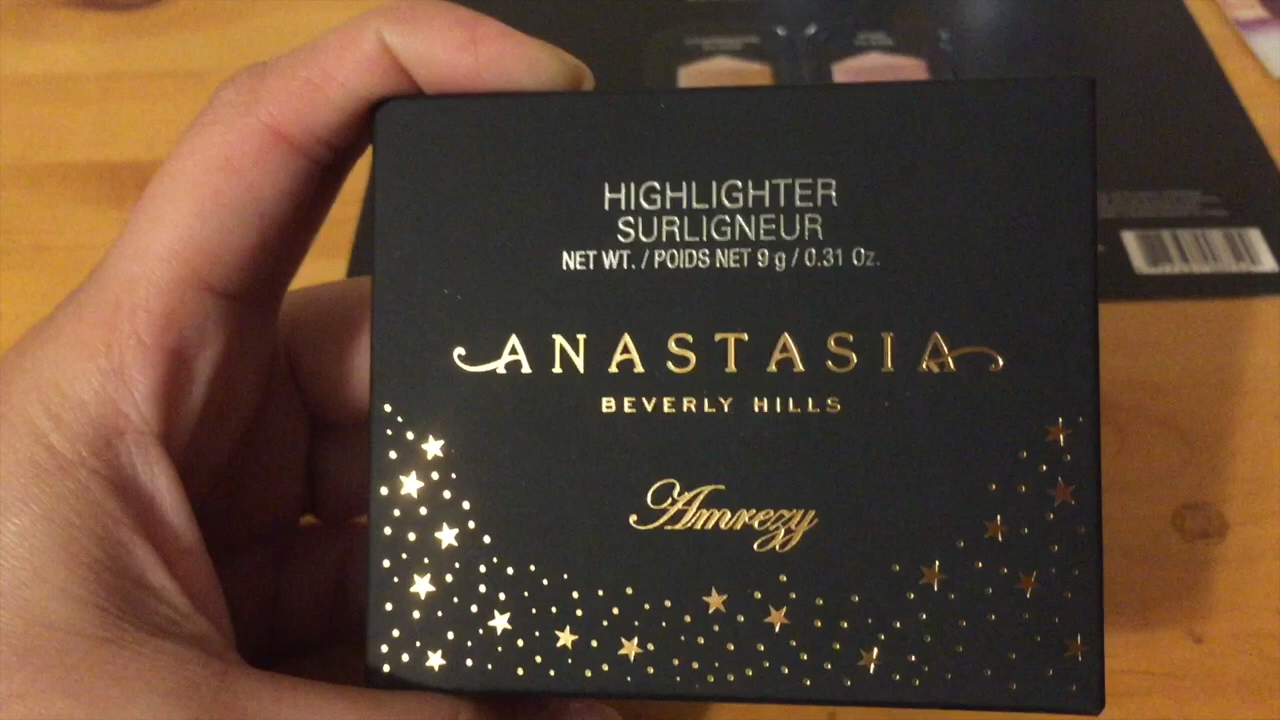 HIGHLIGHTER
SURLIGNEUR
NET WT. / POIDS NET 9 g / 0.31 Oz.
ANASTASIA
BEVERLY HILLS
Amrezy